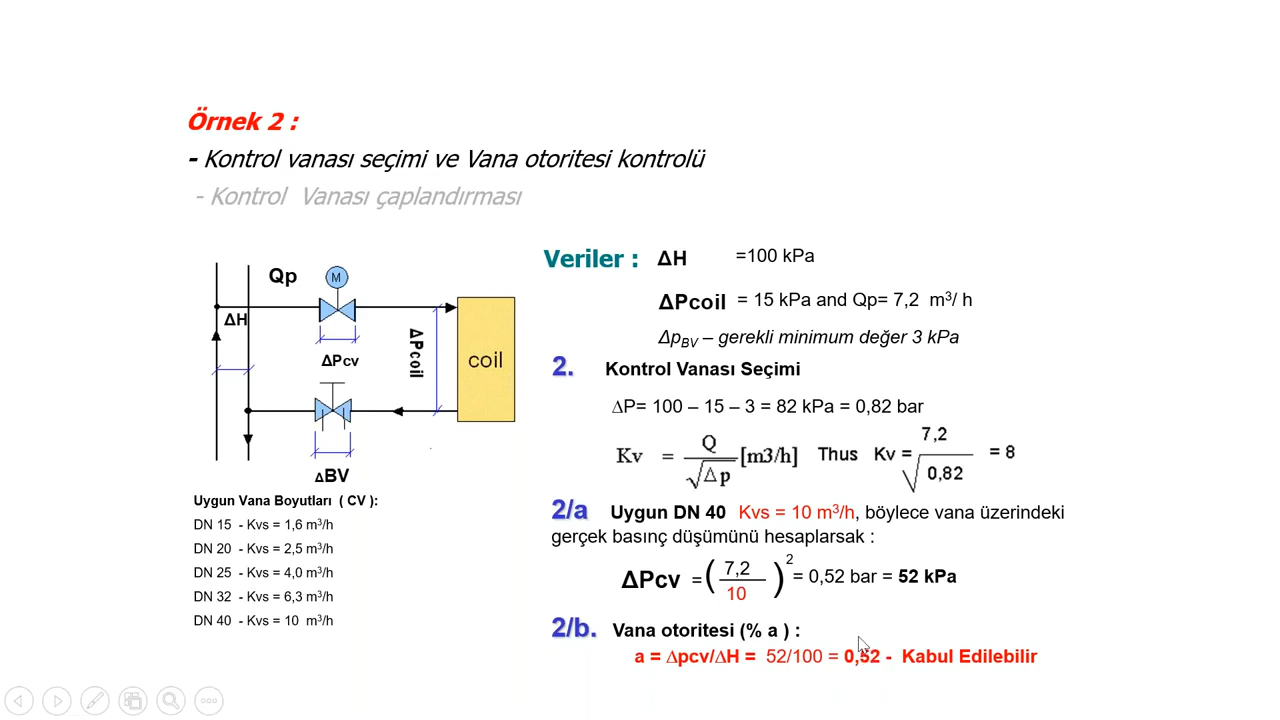 Örnek 2 :
- Kontrol vanası seçimi ve Vana otoritesi kontrolü
- Kontrol Vanası çaplandırması
Qp
M
ΔH
ΔPcv
ΔPcoil
coil
ΔBV
Uygun Vana Boyutları ( CV ):
DN 15 - Kvs = 1,6 m³/h
DN 20 - Kvs = 2,5 m³/h
DN 25 - Kvs = 4,0 m³/h
DN 32 - Kvs = 6,3 m³/h
DN 40 - Kvs = 10 m³/h
Veriler : ΔH =100 kPa
ΔPcoil = 15 kPa and Qp= 7,2 m³/ h
Δp_BV – gerekli minimum değer 3 kPa
2. Kontrol Vanası Seçimi
ΔP= 100 – 15 – 3 = 82 kPa = 0,82 bar
Kv = Q / √Δp [m3/h] Thus Kv = 7,2 / √0,82 = 8
2/a Uygun DN 40 Kvs = 10 m³/h, böylece vana üzerindeki
gerçek basınç düşümünü hesaplarsak :
ΔPcv = ( 7,2 / 10 )² = 0,52 bar = 52 kPa
2/b. Vana otoritesi (% a ) :
a = Δpcv/ΔH = 52/100 = 0,52 - Kabul Edilebilir